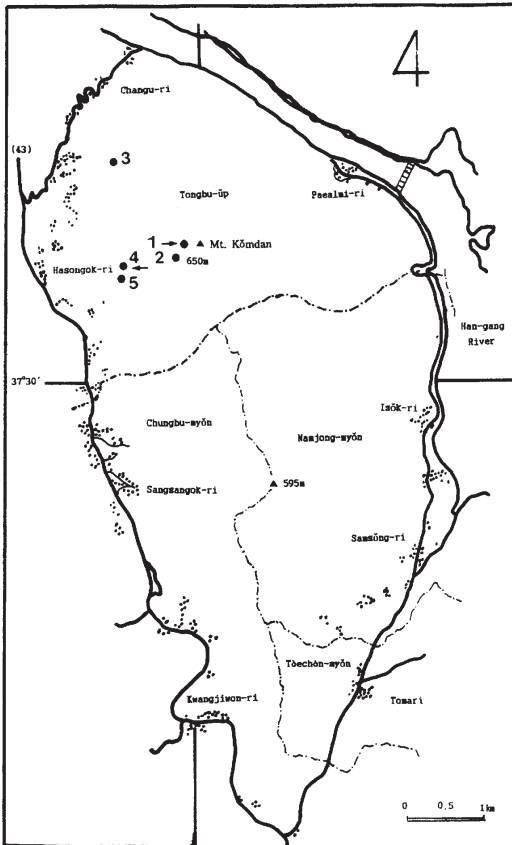 4
Changu-ri
(43)
3
Tongbu-ŭp
Paealmi-ri
1
Mt. Kŏmdan
2
650m
4
Hasongok-ri
5
Han-gang
River
37°30'
Isŏk-ri
Chungbu-myŏn
Namjong-myŏn
Sangsangok-ri
595m
Samsŏng-ri
Tòechòn-myŏn
Kwangjiwon-ri
Tomari
0 0,5 1km